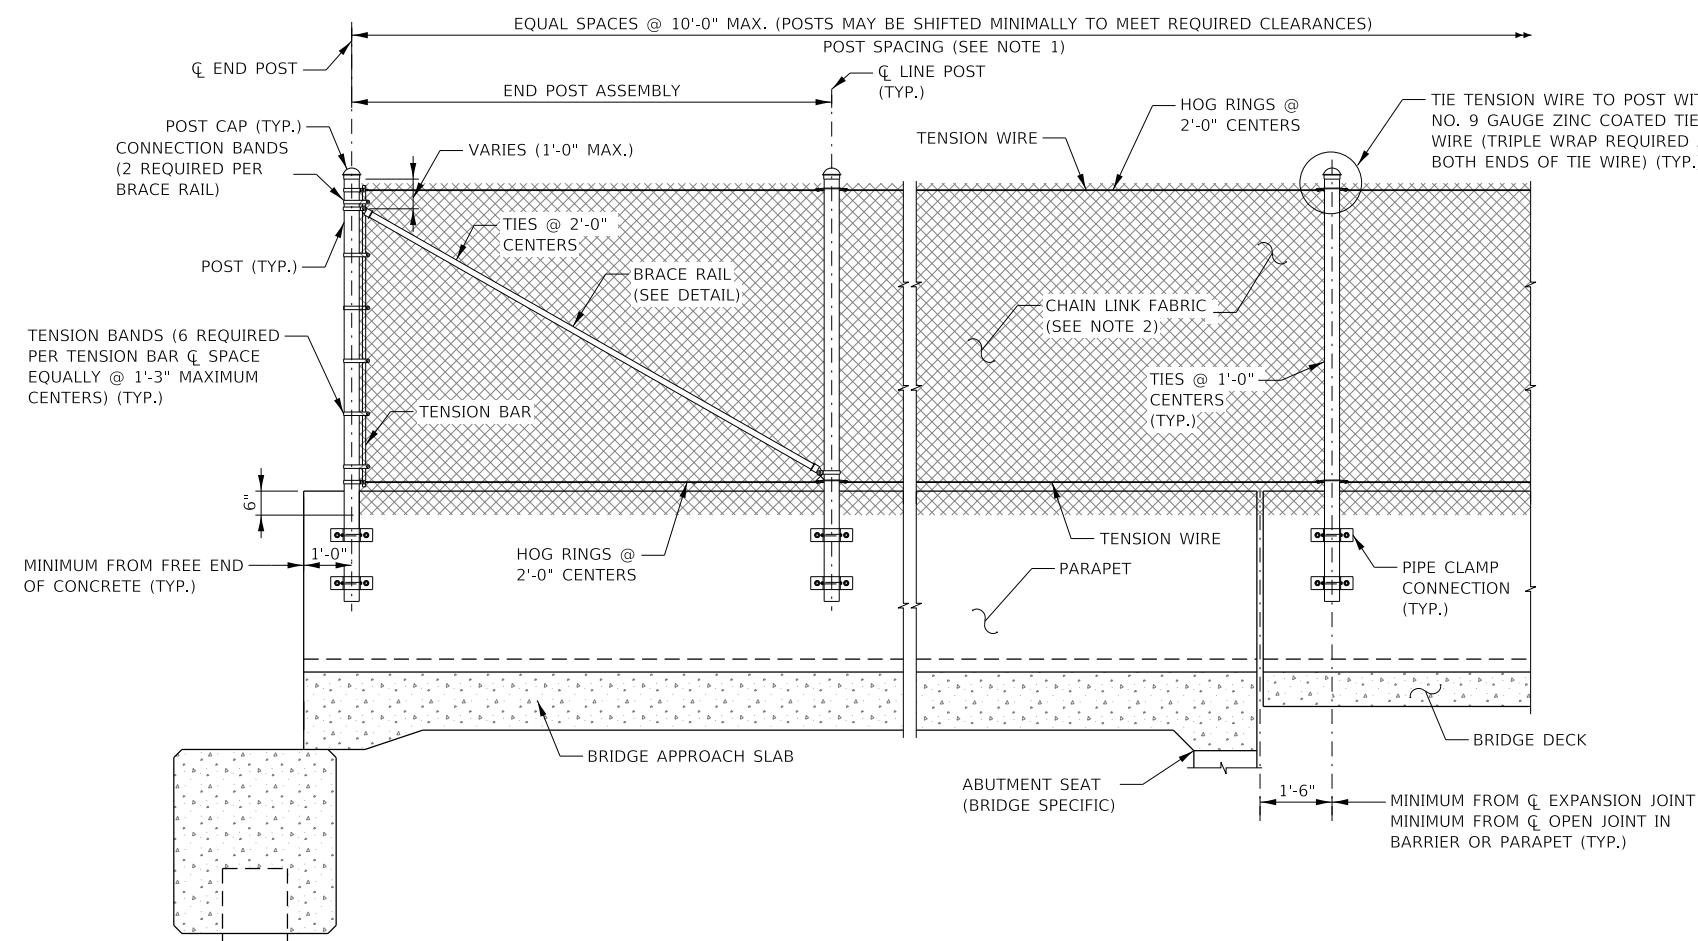 EQUAL SPACES @ 10'-0" MAX. (POSTS MAY BE SHIFTED MINIMALLY TO MEET REQUIRED CLEARANCES)
POST SPACING (SEE NOTE 1)
℄ END POST
℄ LINE POST
(TYP.)
END POST ASSEMBLY
POST CAP (TYP.)
CONNECTION BANDS
(2 REQUIRED PER
BRACE RAIL)
VARIES (1'-0" MAX.)
TENSION WIRE
HOG RINGS @
2'-0" CENTERS
TIE TENSION WIRE TO POST
NO. 9 GAUGE ZINC COATED
WIRE (TRIPLE WRAP REQUIRED
BOTH ENDS OF TIE WIRE) (TYP.
TIES @ 2'-0"
CENTERS
POST (TYP.)
BRACE RAIL
(SEE DETAIL)
CHAIN LINK FABRIC
(SEE NOTE 2)
TENSION BANDS (6 REQUIRED
PER TENSION BAR ℄ SPACE
EQUALLY @ 1'-3" MAXIMUM
CENTERS) (TYP.)
TIES @ 1'-0"
CENTERS
(TYP.)
TENSION BAR
6"
1'-0"
MINIMUM FROM FREE END
OF CONCRETE (TYP.)
HOG RINGS @
2'-0" CENTERS
TENSION WIRE
PARAPET
PIPE CLAMP
CONNECTION
(TYP.)
BRIDGE APPROACH SLAB
BRIDGE DECK
ABUTMENT SEAT
(BRIDGE SPECIFIC)
1'-6"
MINIMUM FROM ℄ EXPANSION JOINT
MINIMUM FROM ℄ OPEN JOINT IN
BARRIER OR PARAPET (TYP.)